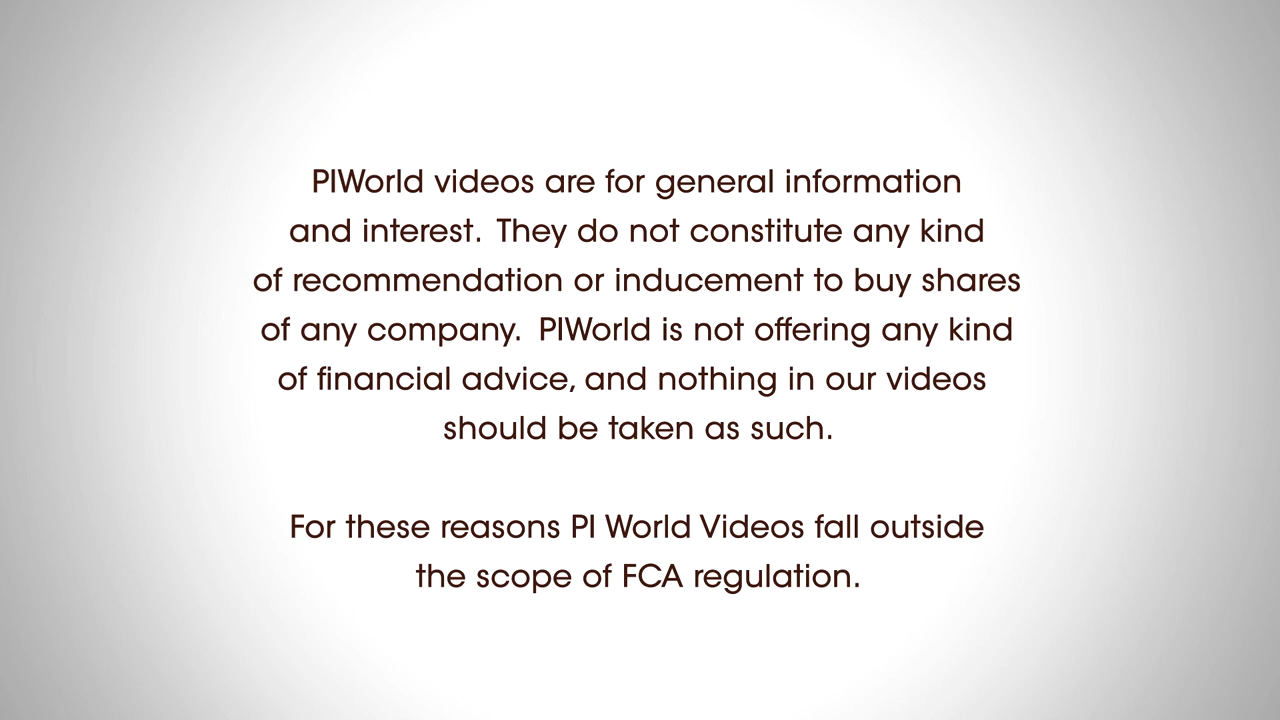 PIWorld videos are for general information
and interest. They do not constitute any kind
of recommendation or inducement to buy shares
of any company. PIWorld is not offering any kind
of financial advice, and nothing in our videos
should be taken as such.
For these reasons PI World Videos fall outside
the scope of FCA regulation.